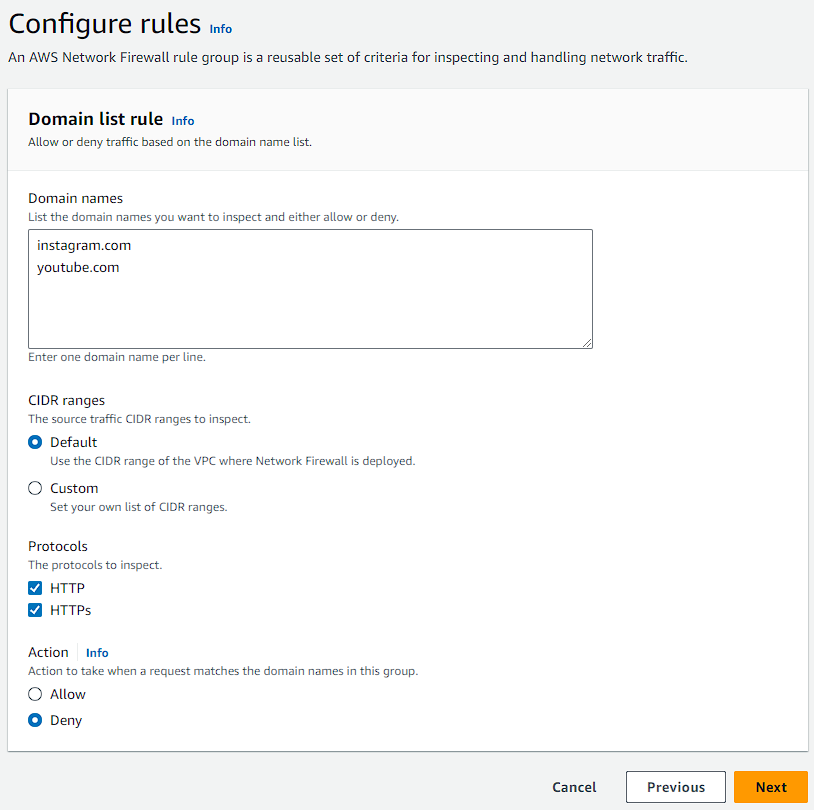 Configure rules Info
An AWS Network Firewall rule group is a reusable set of criteria for inspecting and handling network traffic.
Domain list rule Info
Allow or deny traffic based on the domain name list.
Domain names
List the domain names you want to inspect and either allow or deny.
instagram.com
youtube.com
Enter one domain name per line.
CIDR ranges
The source traffic CIDR ranges to inspect.
Default
Use the CIDR range of the VPC where Network Firewall is deployed.
Custom
Set your own list of CIDR ranges.
Protocols
The protocols to inspect.
HTTP
HTTPs
Action Info
Action to take when a request matches the domain names in this group.
Allow
Deny
Cancel Previous Next